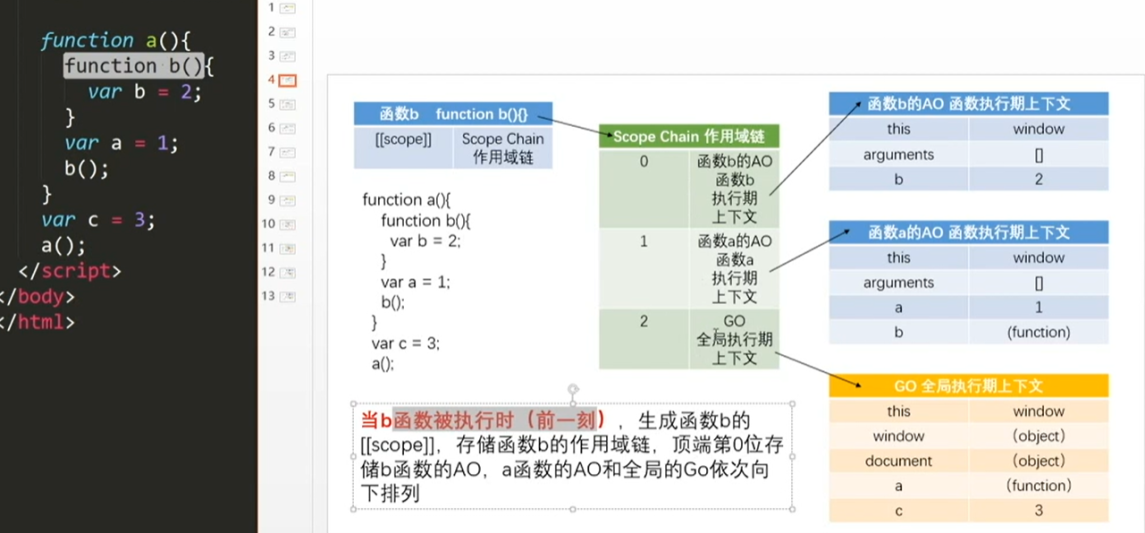 function a(){
function b(){
var b = 2;
}
var a = 1;
b();
}
var c = 3;
a();
</script>
</body>
</html>
1
2
3
4
5
6
7
8
9
10
11
12
13
函数b function b(){}
[[scope]] Scope Chain
作用域链
function a(){
function b(){
var b = 2;
}
var a = 1;
b();
}
var c = 3;
a();
Scope Chain 作用域链
0 函数b的AO
函数b
执行期
上下文
1 函数a的AO
函数a
执行期
上下文
2 GO
全局执行期
上下文
函数b的AO 函数执行期上下文
this window
arguments []
b 2
函数a的AO 函数执行期上下文
this window
arguments []
a 1
b (function)
GO 全局执行期上下文
this window
window (object)
document (object)
a (function)
c 3
当b函数被执行时（前一刻），生成函数b的
[[scope]]，存储函数b的作用域链，顶端第0位存
储b函数的AO，a函数的AO和全局的Go依次向
下排列